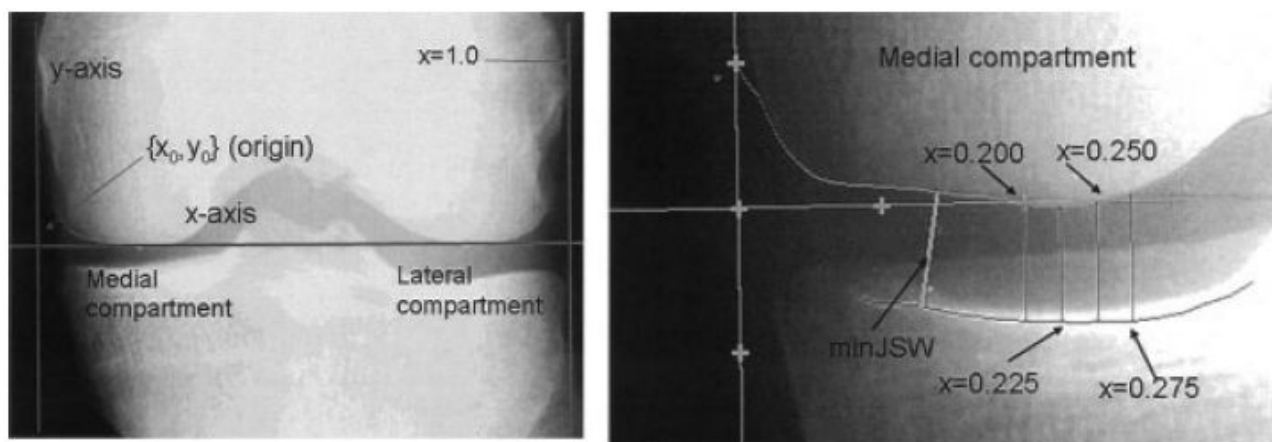 y-axis
x=1.0
{x₀,y₀} (origin)
x-axis
Medial
compartment
Lateral
compartment
Medial compartment
x=0.200
x=0.250
minJSW
x=0.225
x=0.275